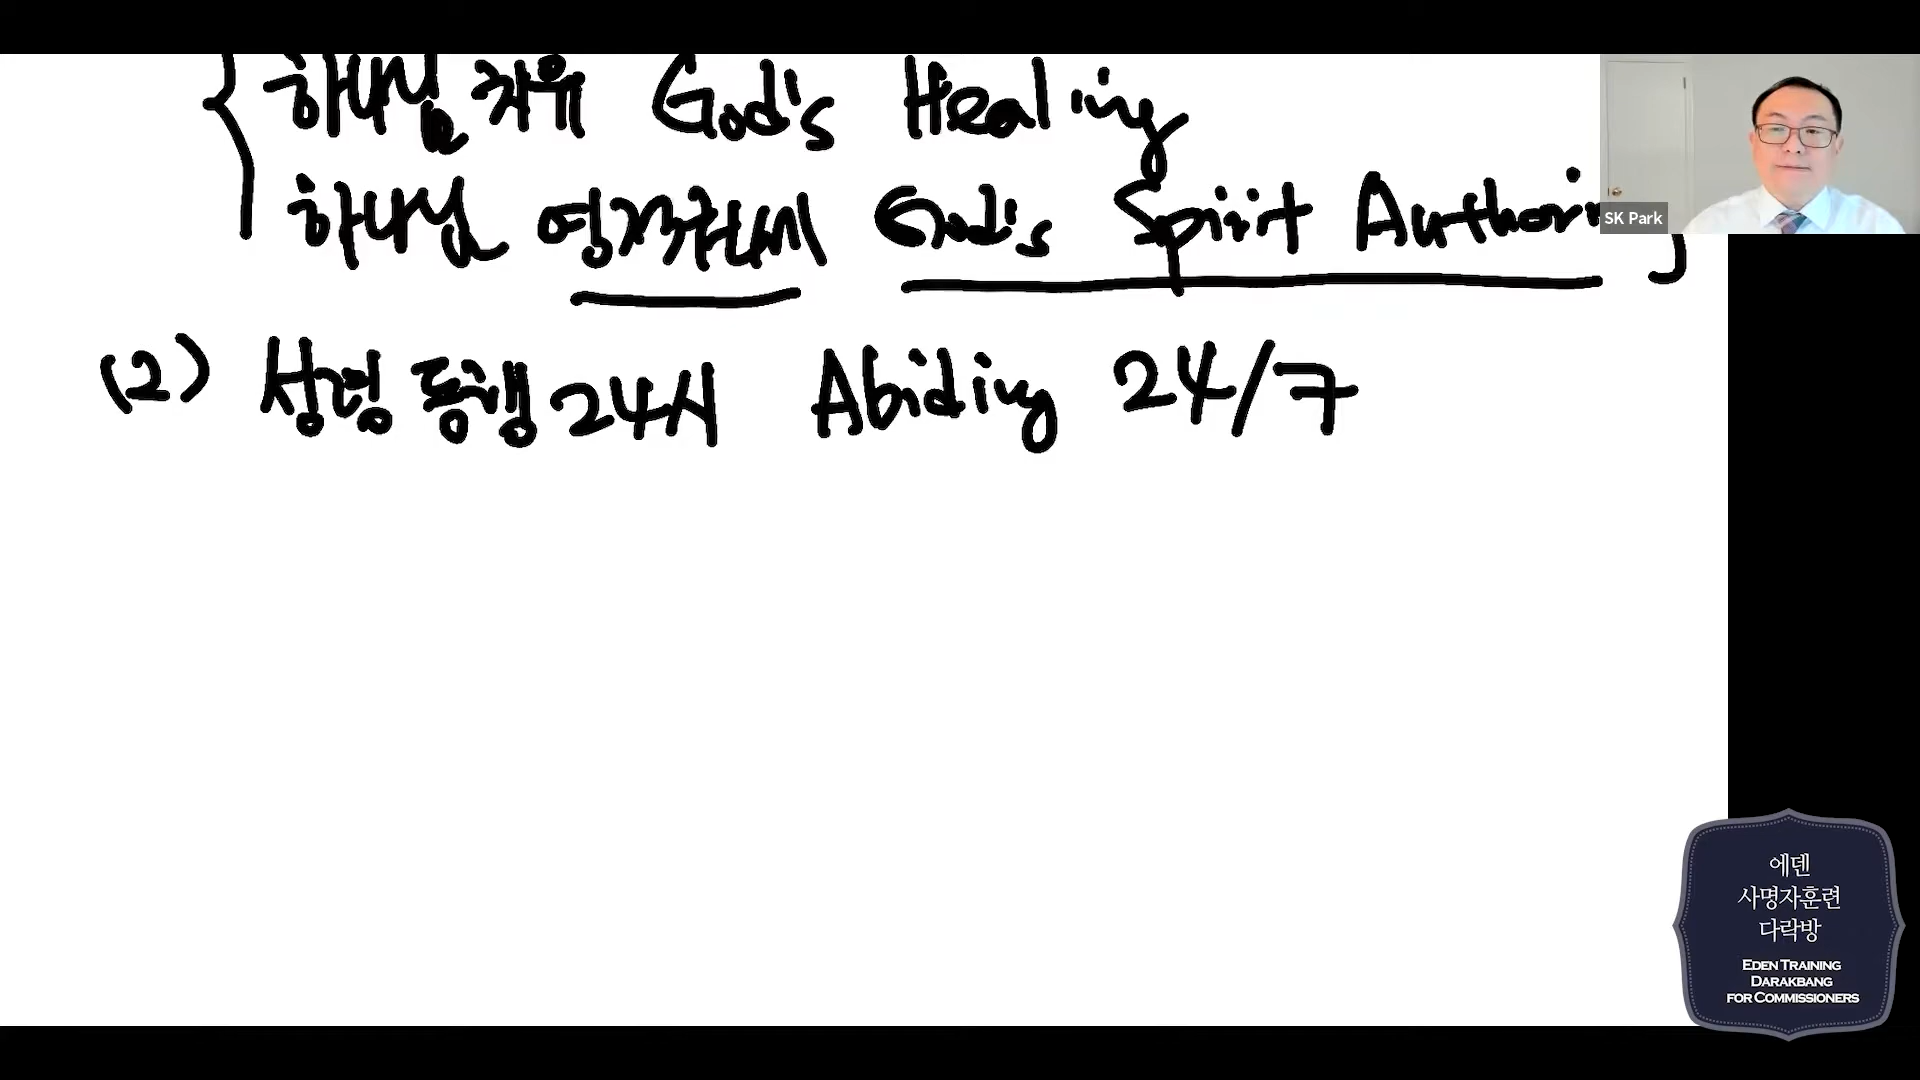 하나님 치유 God's Healing
하나님 영적권세 God's Spirit Authority
SK Park
(2) 성령 동행 24시 Abiding 24/7
에덴
사명자훈련
다락방
EDEN TRAINING
DARAKBANG
FOR COMMISSIONERS